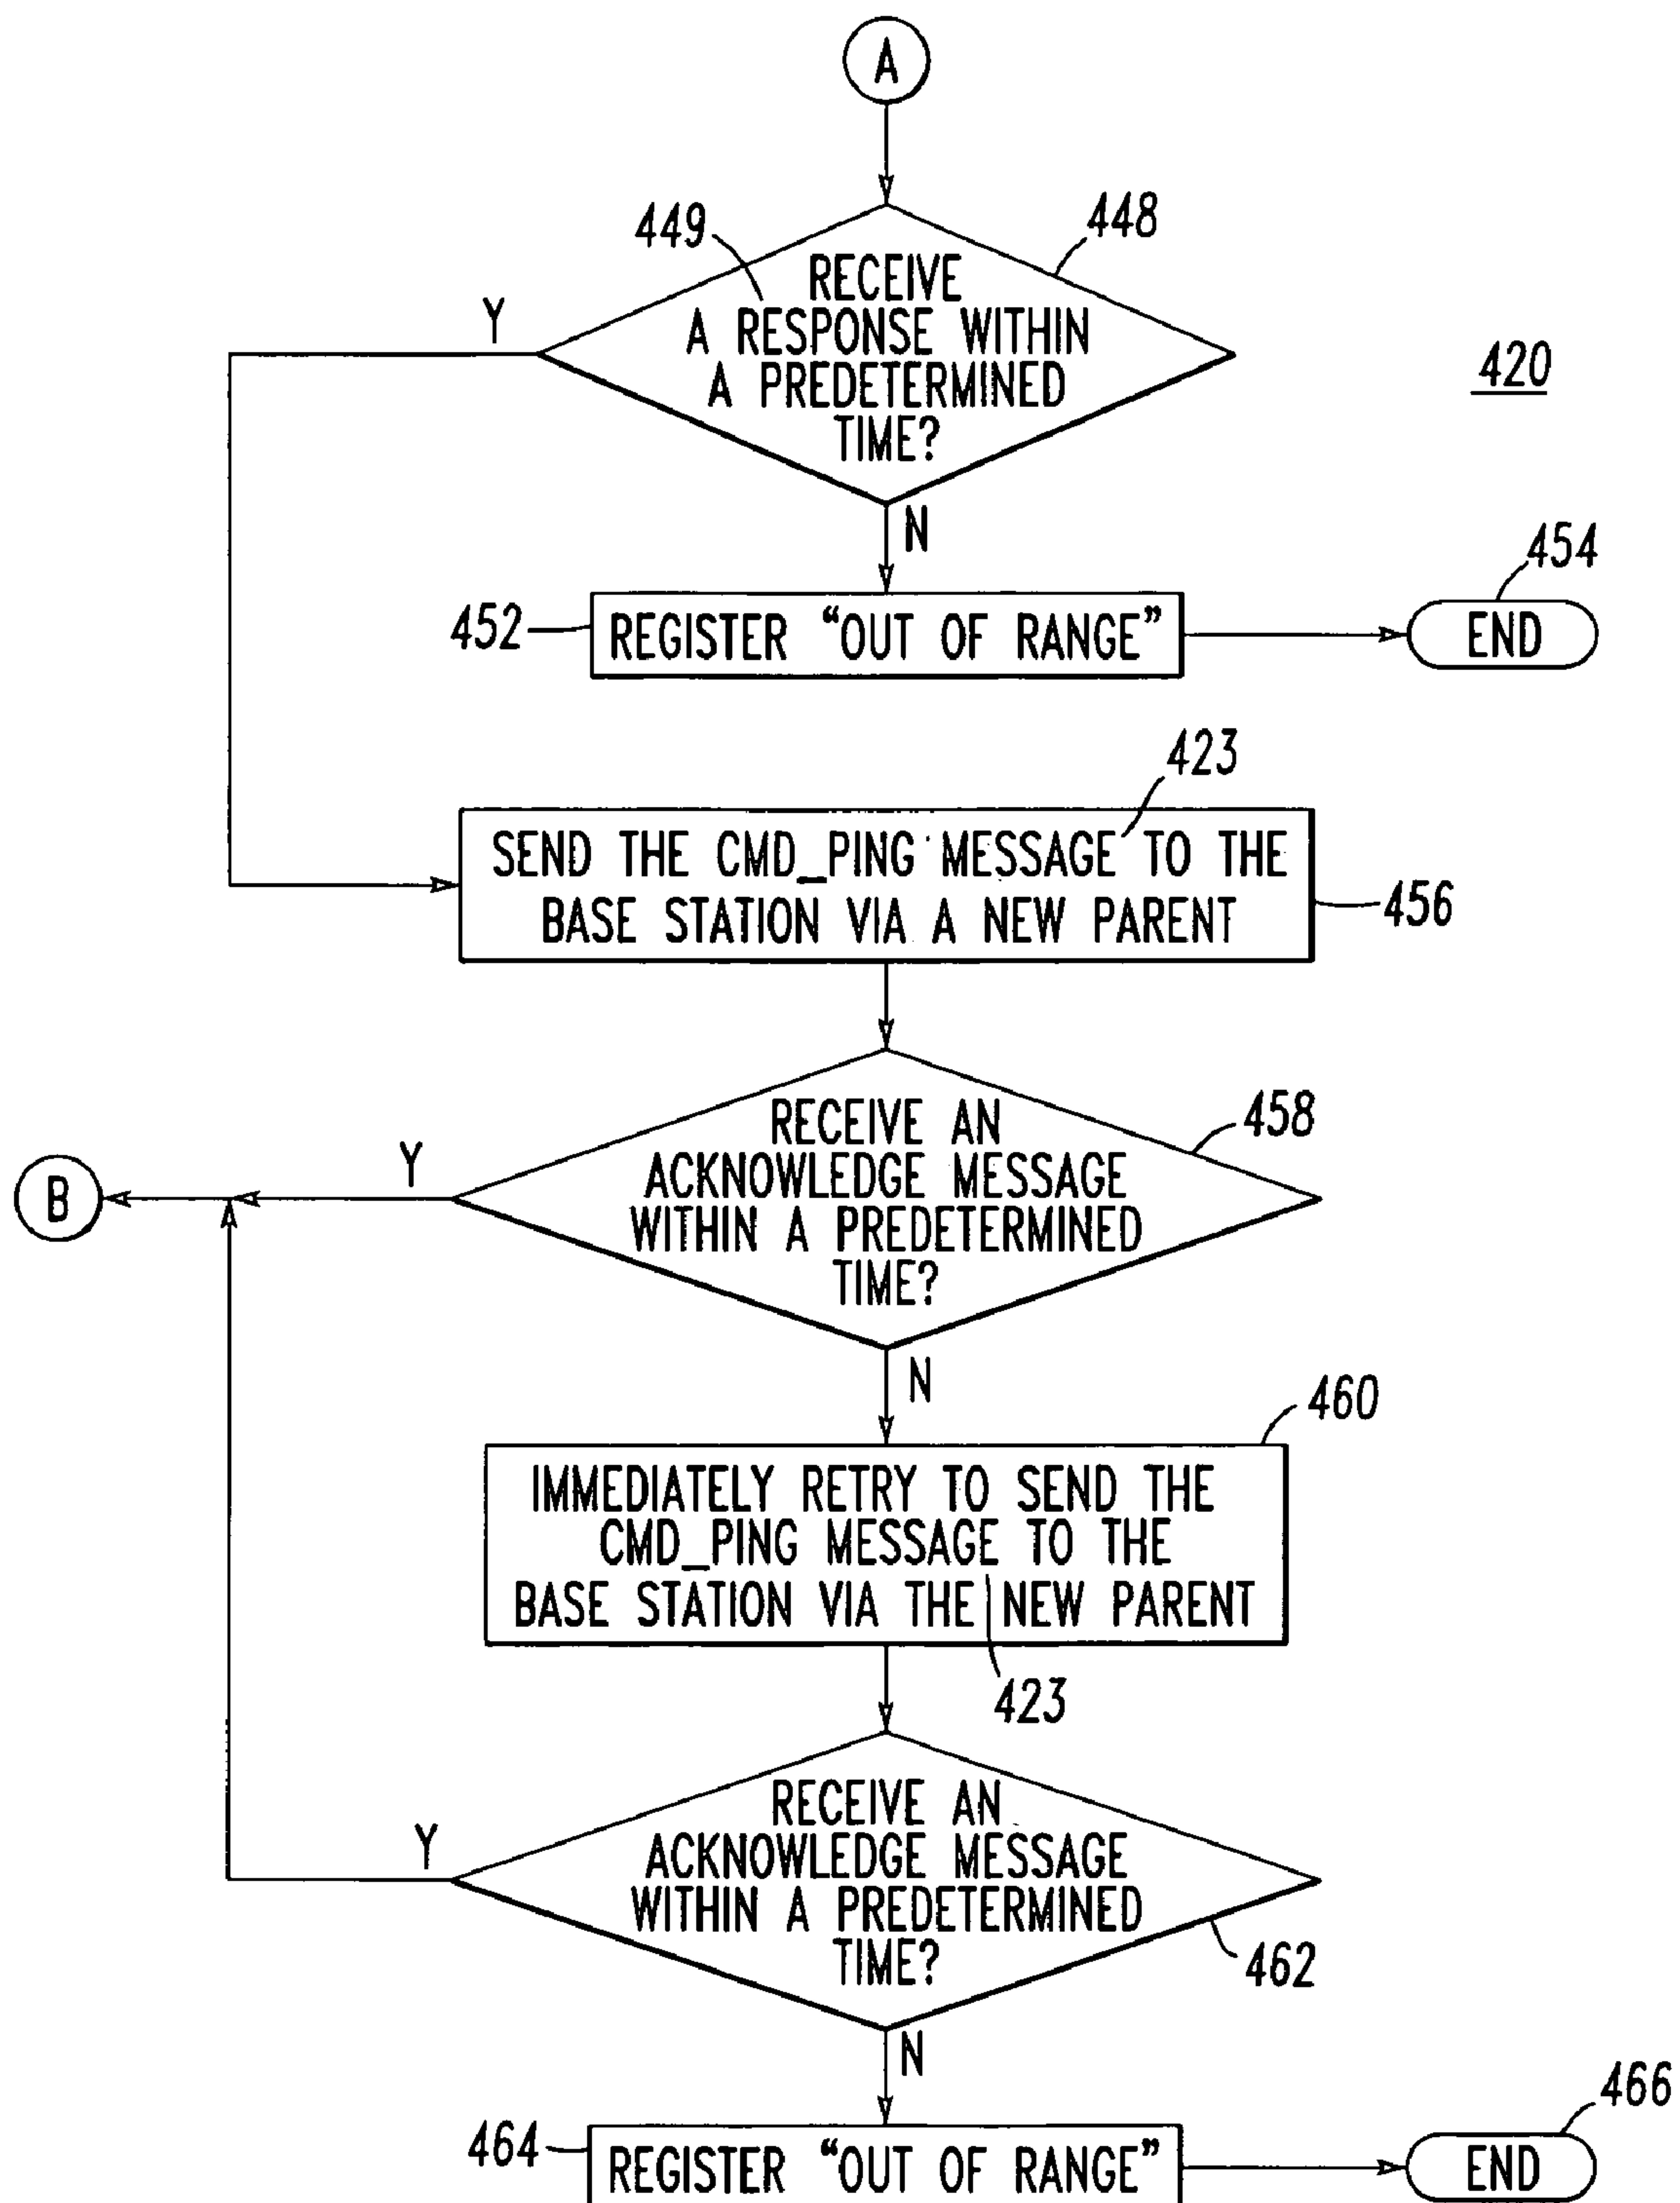 A
449
448
RECEIVE
A RESPONSE WITHIN
A PREDETERMINED
TIME?
Y
420
N
454
452
REGISTER “OUT OF RANGE”
END
423
SEND THE CMD_PING MESSAGE TO THE
BASE STATION VIA A NEW PARENT
456
458
RECEIVE AN
ACKNOWLEDGE MESSAGE
WITHIN A PREDETERMINED
TIME?
Y
B
N
460
IMMEDIATELY RETRY TO SEND THE
CMD_PING MESSAGE TO THE
BASE STATION VIA THE NEW PARENT
423
RECEIVE AN
ACKNOWLEDGE MESSAGE
WITHIN A PREDETERMINED
TIME?
Y
462
N
466
464
REGISTER “OUT OF RANGE”
END